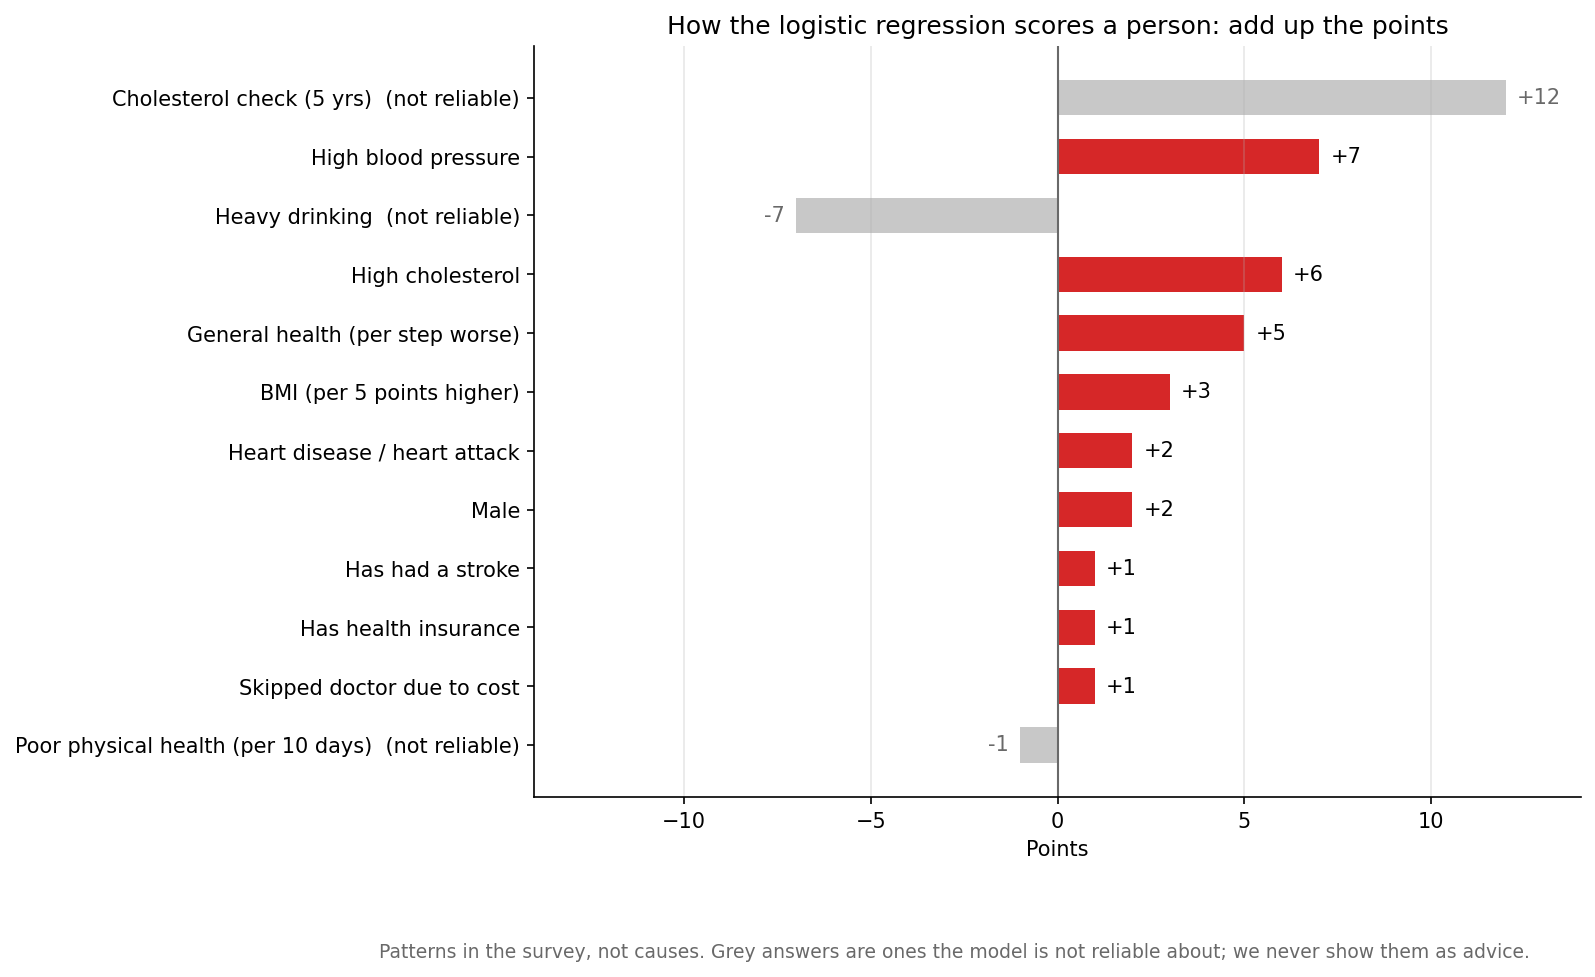 How the logistic regression scores a person: add up the points
Cholesterol check (5 yrs)  (not reliable)
+12
High blood pressure
+7
Heavy drinking  (not reliable)
-7
High cholesterol
+6
General health (per step worse)
+5
BMI (per 5 points higher)
+3
Heart disease / heart attack
+2
Male
+2
Has had a stroke
+1
Has health insurance
+1
Skipped doctor due to cost
+1
Poor physical health (per 10 days)  (not reliable)
-1
−10 −5 0 5 10
Points
Patterns in the survey, not causes. Grey answers are ones the model is not reliable about; we never show them as advice.